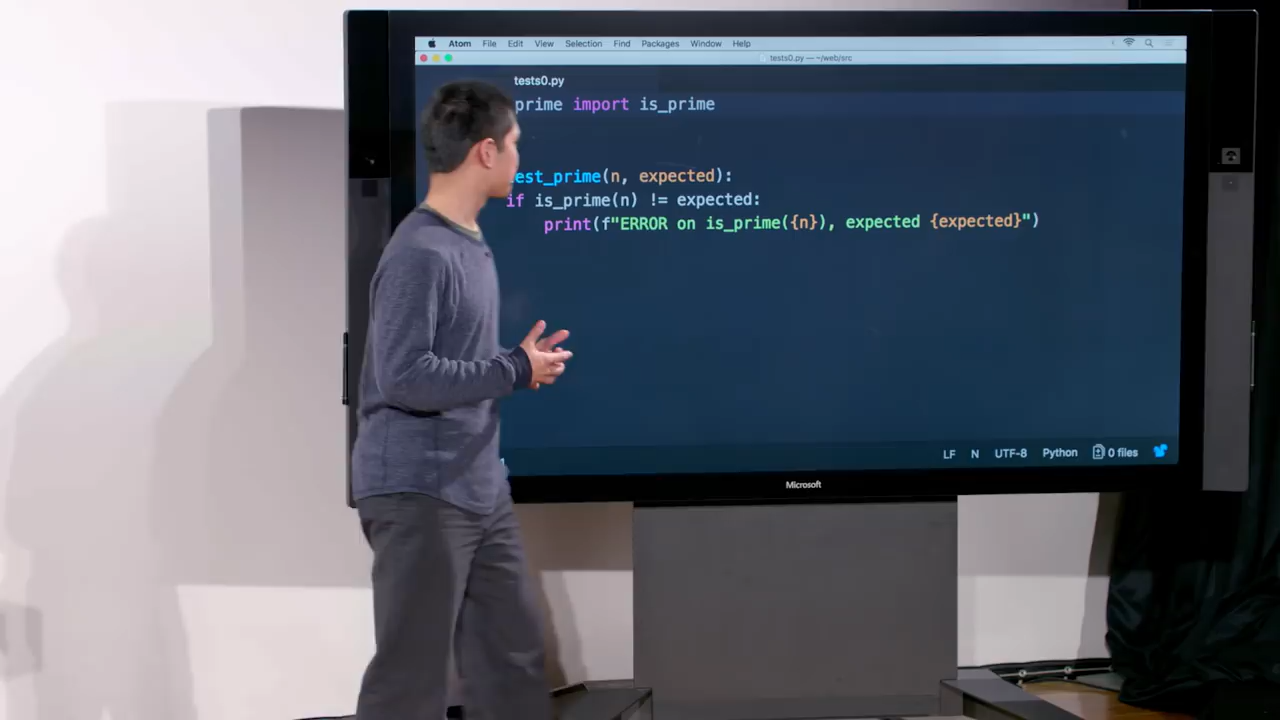 Atom File Edit View Selection Find Packages Window Help
tests0.py — ~/web/src
tests0.py
prime import is_prime
est_prime(n, expected):
if is_prime(n) != expected:
print(f"ERROR on is_prime({n}), expected {expected}")
LF N UTF-8 Python 0 files
Microsoft